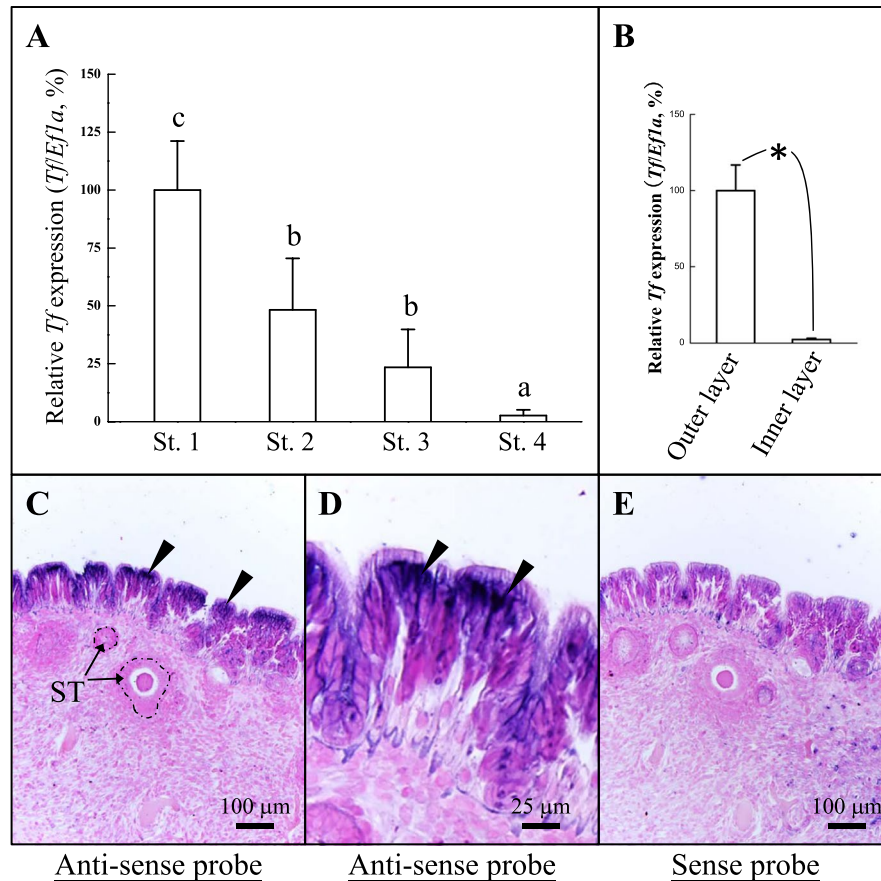 A
Relative Tf expression (Tf/Ef1a, %)
150
125
100
75
50
25
0
c
b
b
a
St. 1 St. 2 St. 3 St. 4
B
Relative Tf expression (Tf/Ef1a, %)
150
100
50
0
*
Outer layer
Inner layer
C
ST
100 µm
D
25 µm
E
100 µm
Anti-sense probe
Anti-sense probe
Sense probe